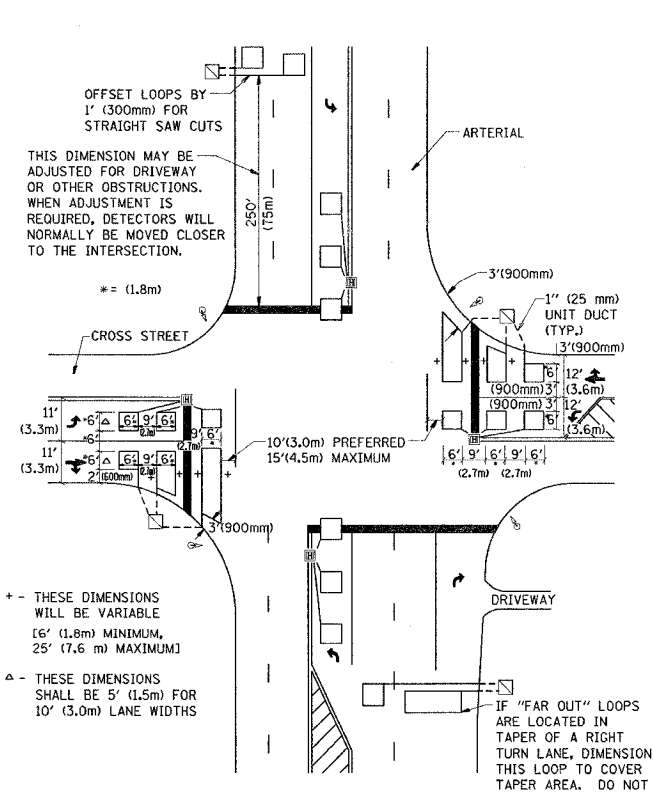 OFFSET LOOPS BY
1' (300mm) FOR
STRAIGHT SAW CUTS
THIS DIMENSION MAY BE
ADJUSTED FOR DRIVEWAY
OR OTHER OBSTRUCTIONS.
WHEN ADJUSTMENT IS
REQUIRED, DETECTORS WILL
NORMALLY BE MOVED CLOSER
TO THE INTERSECTION.
250'
(75m)
ARTERIAL
*= (1.8m)
3'(900mm)
1" (25 mm)
UNIT DUCT
(TYP.)
CROSS STREET
3'(900mm)
6'
12'
(3.6m)
(900mm) 3'
(900mm) 3'
6'
12'
(3.6m)
H
H
11'
(3.3m)
*6'
△
6'
9'
6'
(2.7m)
*6'
9' 6'
(2.7m)
11'
(3.3m)
*6'
△
6'
9'
6'
2'
(600mm)
10'(3.0m) PREFERRED
15'(4.5m) MAXIMUM
6' 9' 6' 9' 6'
(2.7m) (2.7m)
3'(900mm)
H
H
+ - THESE DIMENSIONS
WILL BE VARIABLE
[6' (1.8m) MINIMUM,
25' (7.6 m) MAXIMUM]
△ - THESE DIMENSIONS
SHALL BE 5' (1.5m) FOR
10' (3.0m) LANE WIDTHS
DRIVEWAY
IF "FAR OUT" LOOPS
ARE LOCATED IN
TAPER OF A RIGHT
TURN LANE, DIMENSION
THIS LOOP TO COVER
TAPER AREA. DO NOT